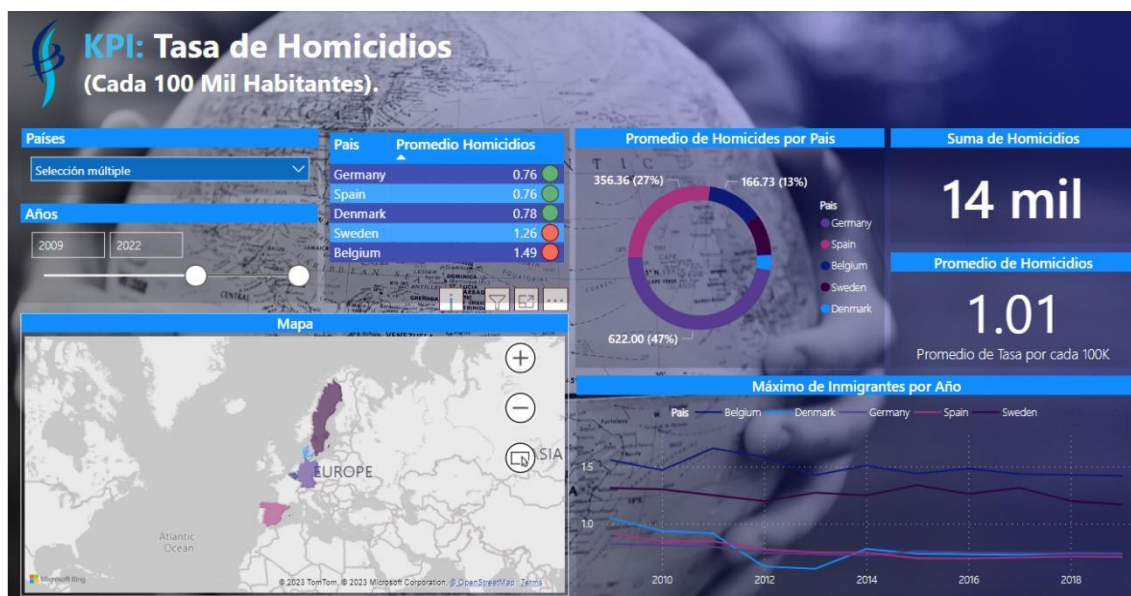 KPI: Tasa de Homicidios
(Cada 100 Mil Habitantes).
Países
Selección múltiple
Años
2009 2022
Pais Promedio Homicidios
Germany 0.76
Spain 0.76
Denmark 0.78
Sweden 1.26
Belgium 1.49
Promedio de Homicides por Pais
356.36 (27%)
166.73 (13%)
622.00 (47%)
Pais
Germany
Spain
Belgium
Sweden
Denmark
Suma de Homicidios
14 mil
Promedio de Homicidios
1.01
Promedio de Tasa por cada 100K
Mapa
EUROPE
ASIA
Atlantic
Ocean
Microsoft Bing
© 2023 TomTom, © 2023 Microsoft Corporation, © OpenStreetMap Terms
Máximo de Inmigrantes por Año
Pais Belgium Denmark Germany Spain Sweden
1.5
1.0
2010 2012 2014 2016 2018